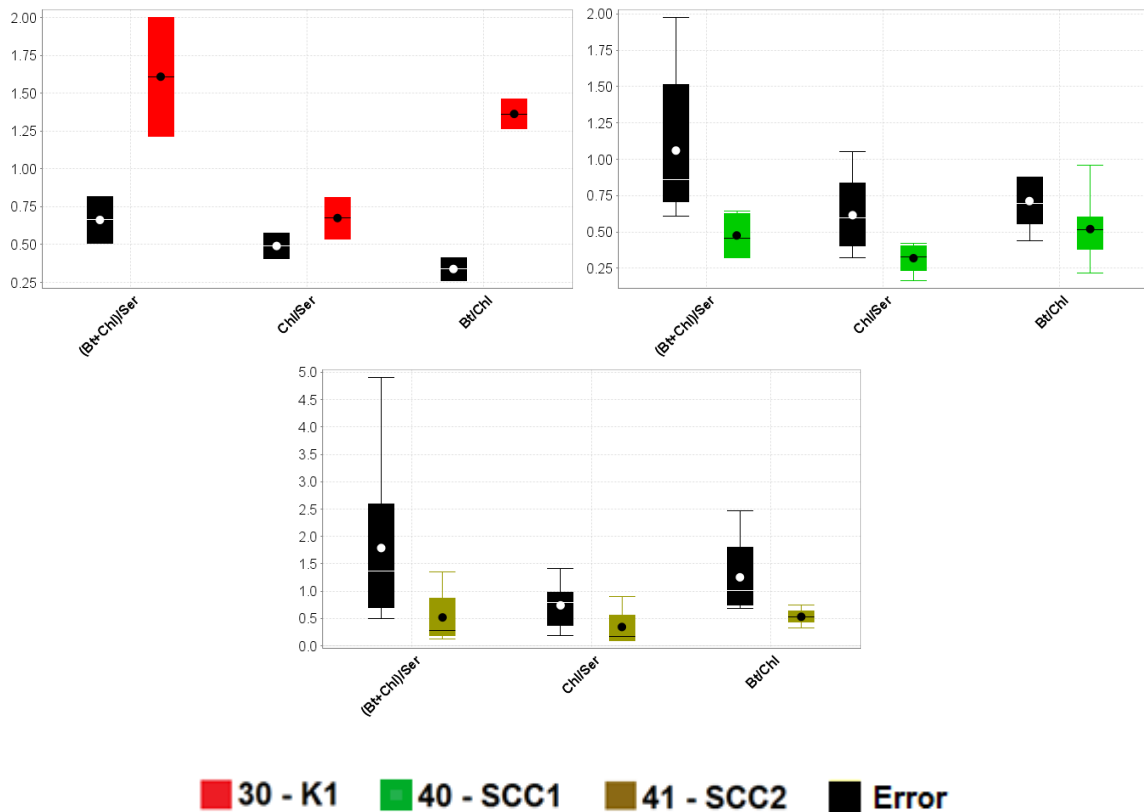 2.00
1.75
1.50
1.25
1.00
0.75
0.50
0.25
(Bt+Chl)/Ser
Chl/Ser
Bt/Chl
2.00
1.75
1.50
1.25
1.00
0.75
0.50
0.25
(Bt+Chl)/Ser
Chl/Ser
Bt/Chl
5.0
4.5
4.0
3.5
3.0
2.5
2.0
1.5
1.0
0.5
0.0
(Bt+Chl)/Ser
Chl/Ser
Bt/Chl
30 - K1 40 - SCC1 41 - SCC2 Error